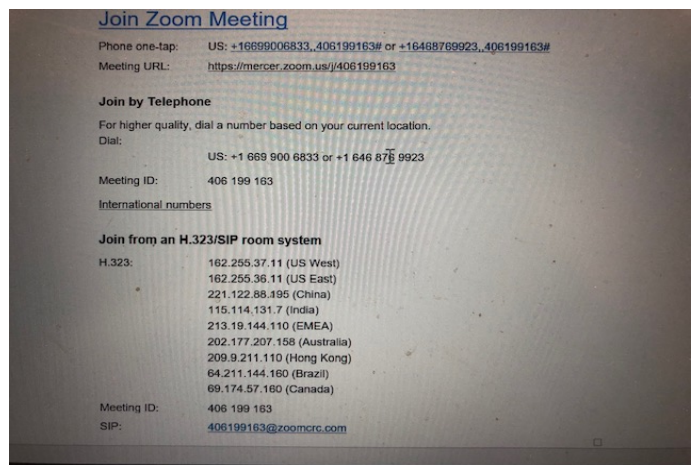 Join Zoom Meeting
Phone one-tap: US: +16699006833,,406199163# or +16468769923,,406199163#
Meeting URL: https://mercer.zoom.us/j/406199163
Join by Telephone
For higher quality, dial a number based on your current location.
Dial:
US: +1 669 900 6833 or +1 646 876 9923
Meeting ID: 406 199 163
International numbers
Join from an H.323/SIP room system
H.323: 162.255.37.11 (US West)
162.255.36.11 (US East)
221.122.88.195 (China)
115.114.131.7 (India)
213.19.144.110 (EMEA)
202.177.207.158 (Australia)
209.9.211.110 (Hong Kong)
64.211.144.160 (Brazil)
69.174.57.160 (Canada)
Meeting ID: 406 199 163
SIP: 406199163@zoomcrc.com